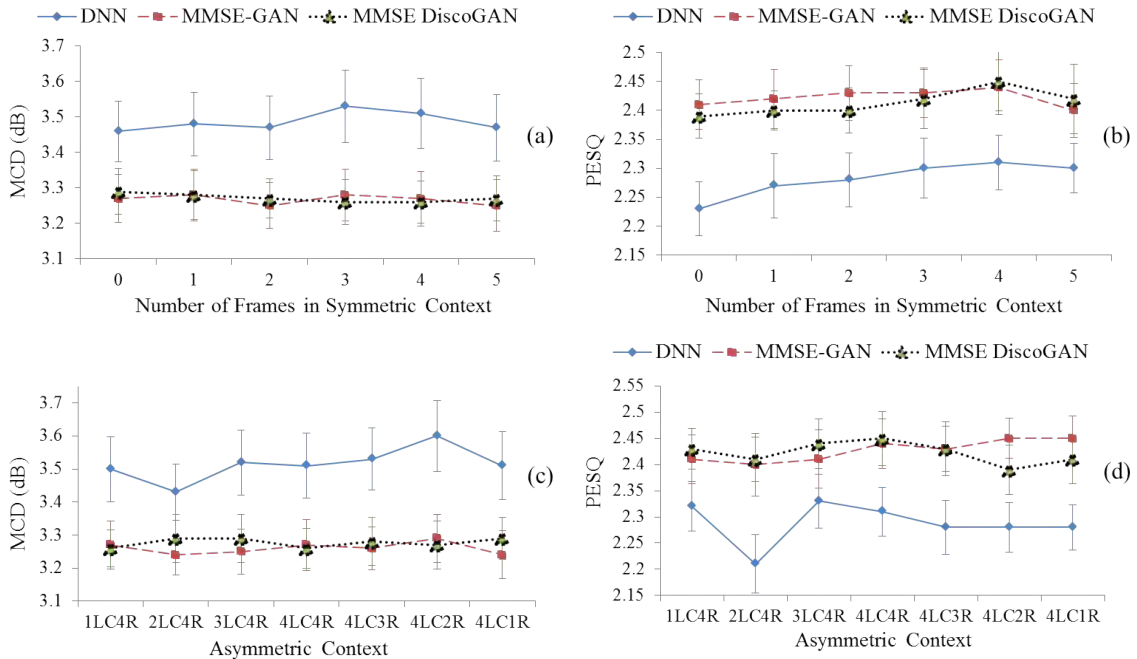 DNN MMSE-GAN MMSE DiscoGAN
3.7
3.6
3.5
3.4
3.3
3.2
3.1
MCD (dB)
(a)
0 1 2 3 4 5
Number of Frames in Symmetric Context
DNN MMSE-GAN MMSE DiscoGAN
2.5
2.45
2.4
2.35
2.3
2.25
2.2
2.15
PESQ
(b)
0 1 2 3 4 5
Number of Frames in Symmetric Context
DNN MMSE-GAN MMSE DiscoGAN
3.7
3.6
3.5
3.4
3.3
3.2
3.1
MCD (dB)
(c)
1LC4R 2LC4R 3LC4R 4LC4R 4LC3R 4LC2R 4LC1R
Asymmetric Context
DNN MMSE-GAN MMSE DiscoGAN
2.55
2.5
2.45
2.4
2.35
2.3
2.25
2.2
2.15
PESQ
(d)
1LC4R 2LC4R 3LC4R 4LC4R 4LC3R 4LC2R 4LC1R
Asymmetric Context